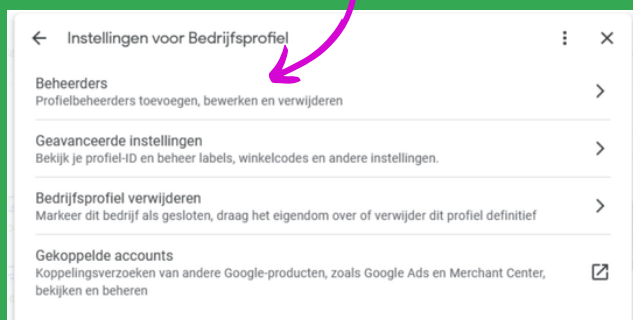 Instellingen voor Bedrijfsprofiel
Beheerders
Profielbeheerders toevoegen, bewerken en verwijderen
Geavanceerde instellingen
Bekijk je profiel-ID en beheer labels, winkelcodes en andere instellingen.
Bedrijfsprofiel verwijderen
Markeer dit bedrijf als gesloten, draag het eigendom over of verwijder dit profiel definitief
Gekoppelde accounts
Koppelingsverzoeken van andere Google-producten, zoals Google Ads en Merchant Center,
bekijken en beheren